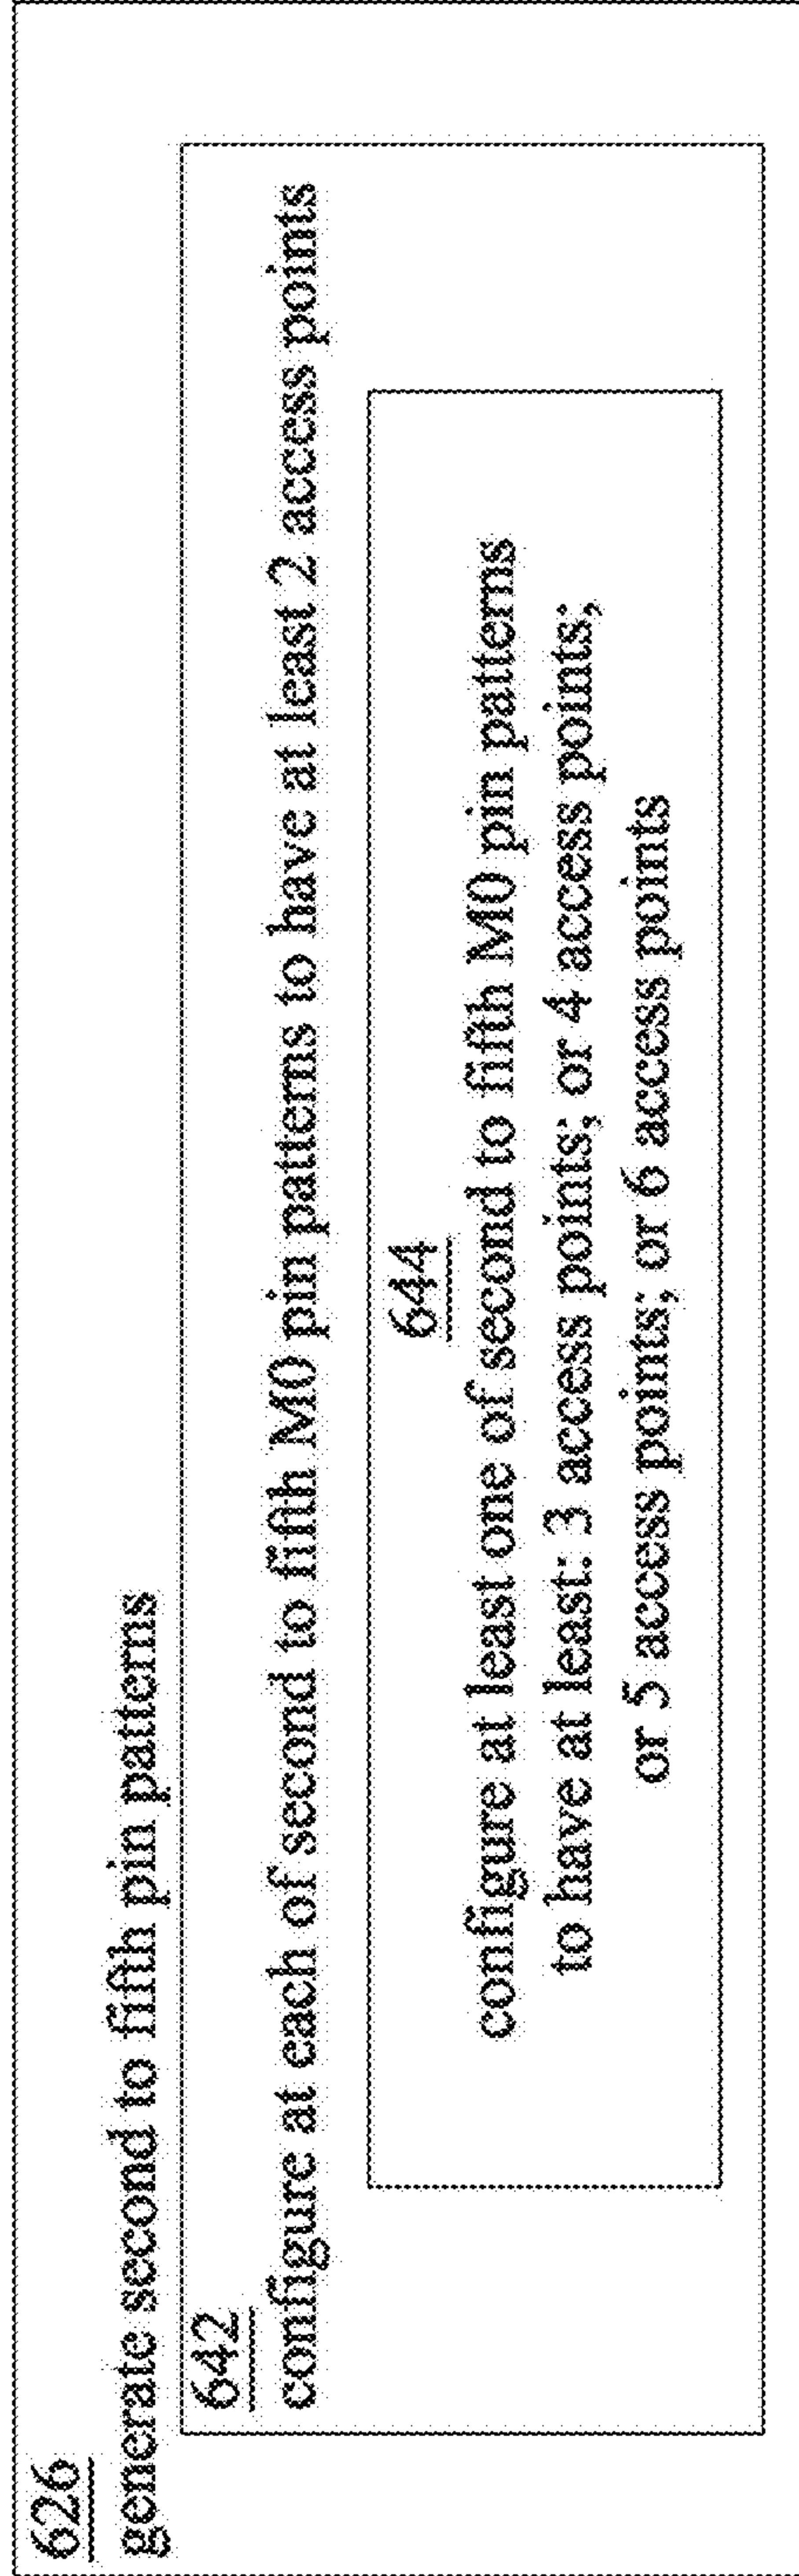 626
generate second to fifth pin patterns
642
configure at each of second to fifth M0 pin patterns to have at least 2 access points
644
configure at least one of second to fifth M0 pin patterns
to have at least: 3 access points; or 4 access points;
or 5 access points; or 6 access points